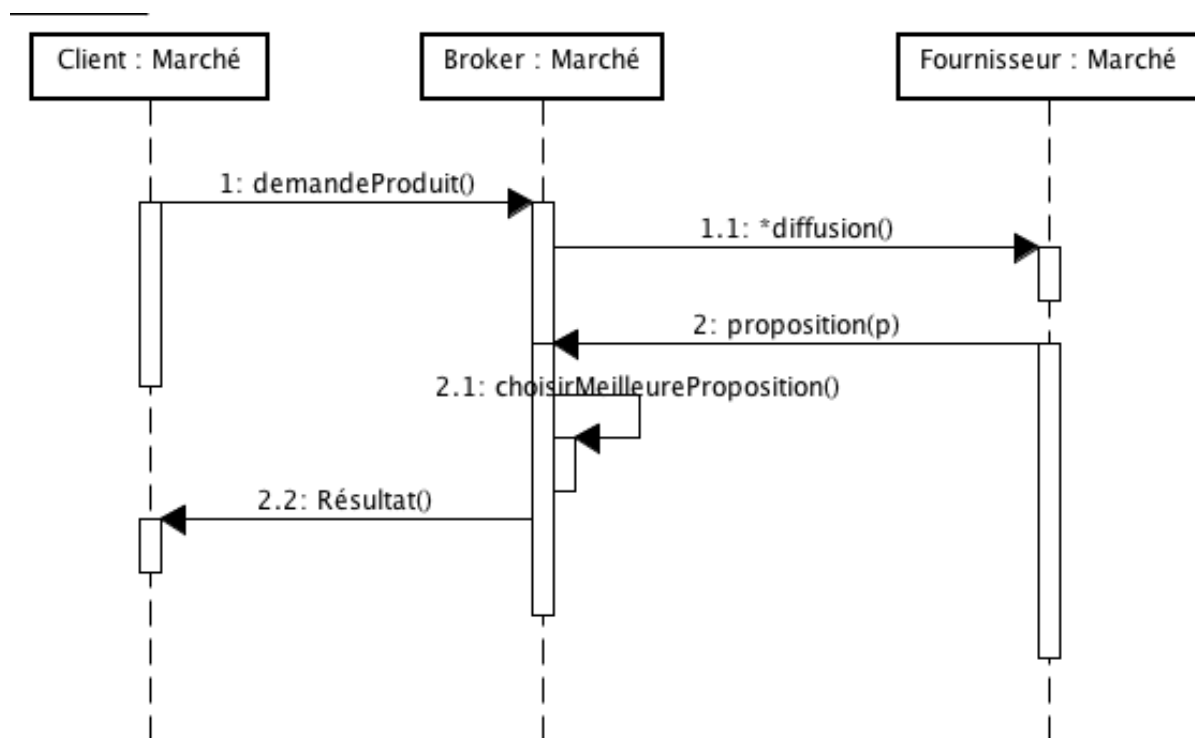 Client : Marché
Broker : Marché
Fournisseur : Marché
1: demandeProduit()
1.1: *diffusion()
2: proposition(p)
2.1: choisirMeilleureProposition()
2.2: Résultat()